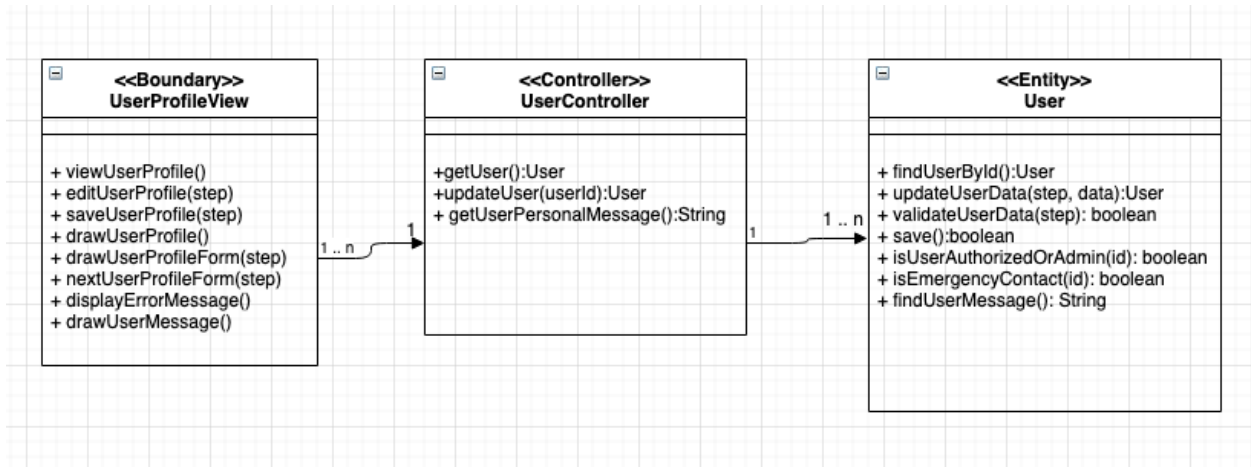 <<Boundary>>
UserProfileView
+ viewUserProfile()
+ editUserProfile(step)
+ saveUserProfile(step)
+ drawUserProfile()
+ drawUserProfileForm(step)
+ nextUserProfileForm(step)
+ displayErrorMessage()
+ drawUserMessage()
1 .. n
1
<<Controller>>
UserController
+getUser():User
+updateUser(userId):User
+ getUserPersonalMessage():String
1
1 .. n
<<Entity>>
User
+ findUserById():User
+ updateUserData(step, data):User
+ validateUserData(step): boolean
+ save():boolean
+ isUserAuthorizedOrAdmin(id): boolean
+ isEmergencyContact(id): boolean
+ findUserMessage(): String